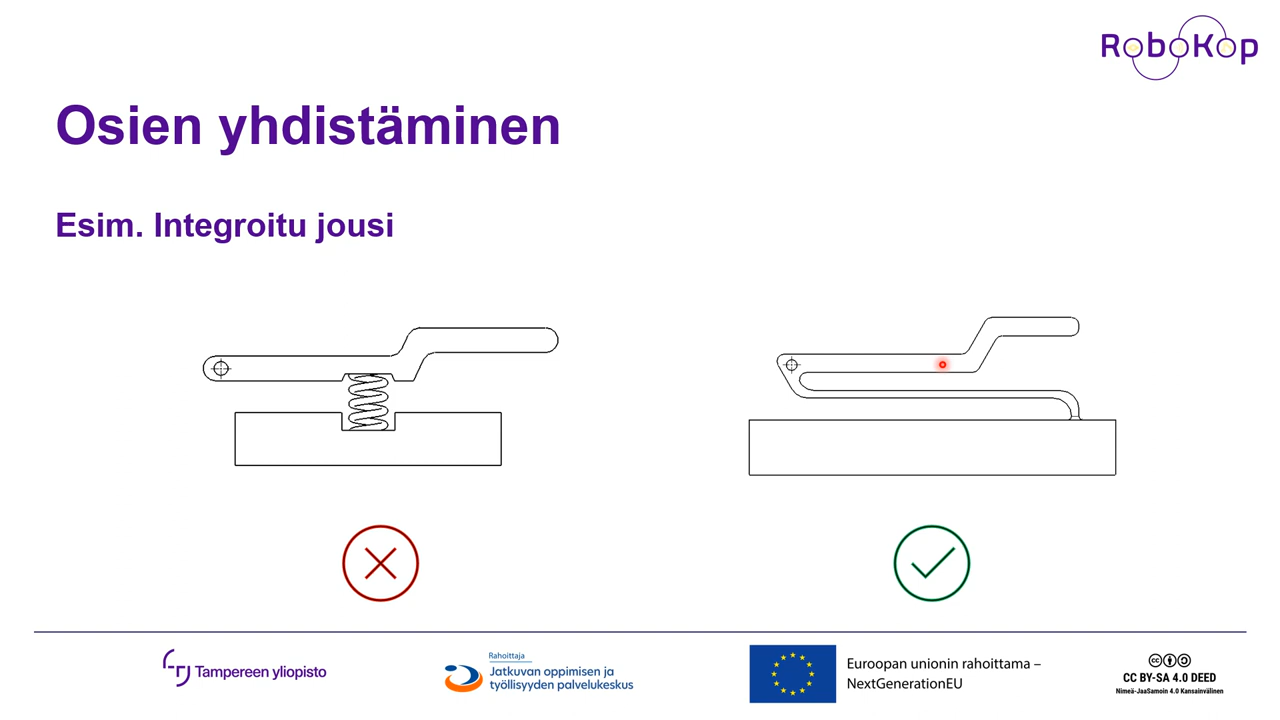 RoboKop
Osien yhdistäminen
Esim. Integroitu jousi
Tampereen yliopisto
Rahoittaja
Jatkuvan oppimisen ja
työllisyyden palvelukeskus
Euroopan unionin rahoittama –
NextGenerationEU
CC BY-SA 4.0 DEED
Nimeä-JaaSamoin 4.0 Kansainvälinen